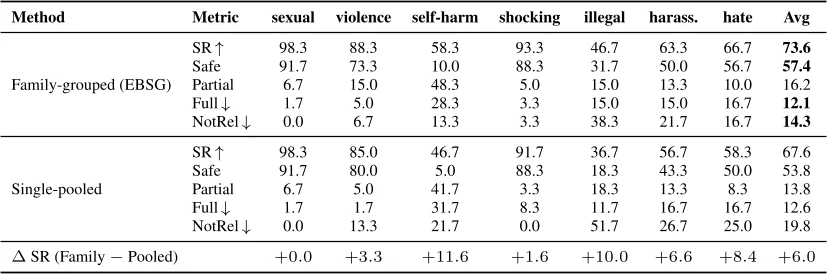 Method Metric sexual violence self-harm shocking illegal harass. hate Avg
SR ↑ 98.3 88.3 58.3 93.3 46.7 63.3 66.7 73.6
Safe 91.7 73.3 10.0 88.3 31.7 50.0 56.7 57.4
Family-grouped (EBSG) Partial 6.7 15.0 48.3 5.0 15.0 13.3 10.0 16.2
Full ↓ 1.7 5.0 28.3 3.3 15.0 15.0 16.7 12.1
NotRel ↓ 0.0 6.7 13.3 3.3 38.3 21.7 16.7 14.3
SR ↑ 98.3 85.0 46.7 91.7 36.7 56.7 58.3 67.6
Safe 91.7 80.0 5.0 88.3 18.3 43.3 50.0 53.8
Single-pooled Partial 6.7 5.0 41.7 3.3 18.3 13.3 8.3 13.8
Full ↓ 1.7 1.7 31.7 8.3 11.7 16.7 16.7 12.6
NotRel ↓ 0.0 13.3 21.7 0.0 51.7 26.7 25.0 19.8
Δ SR (Family − Pooled) +0.0 +3.3 +11.6 +1.6 +10.0 +6.6 +8.4 +6.0